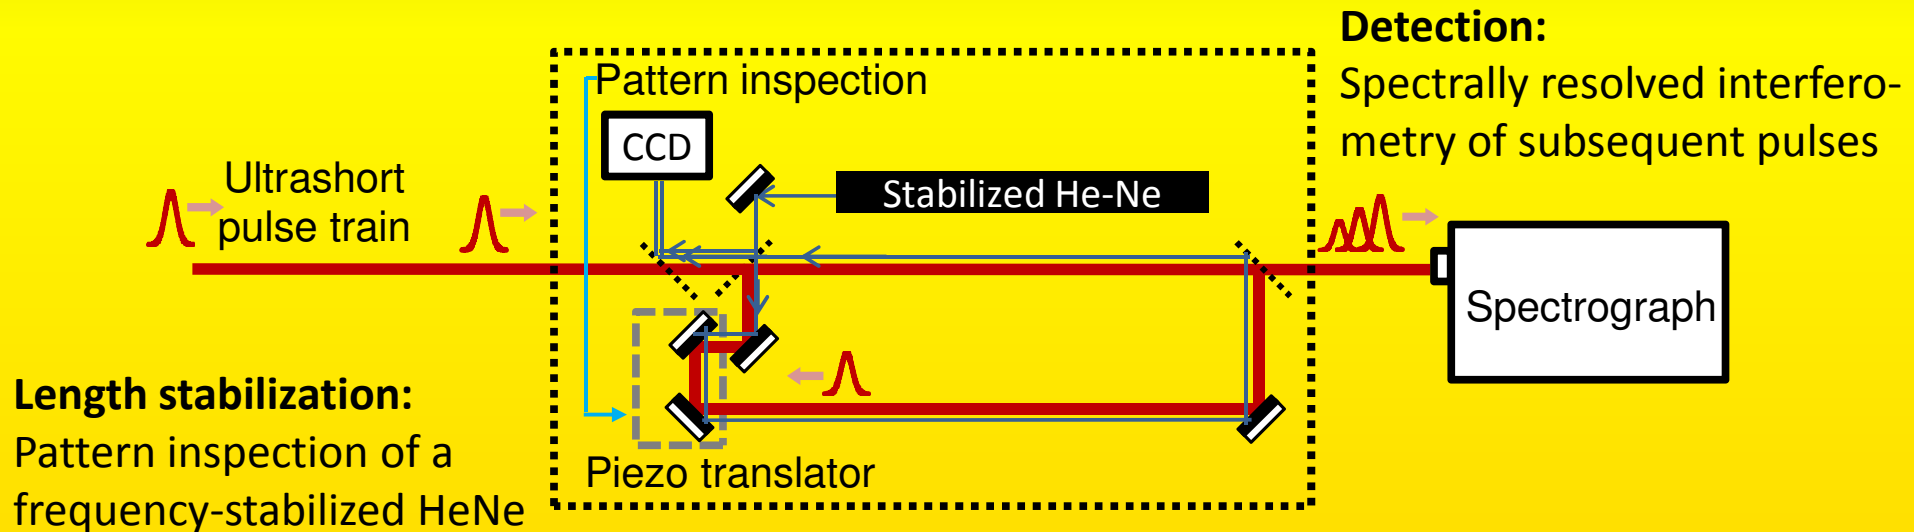 Detection:
Spectrally resolved interfero-
metry of subsequent pulses
Pattern inspection
CCD
Stabilized He-Ne
Ultrashort
pulse train
Spectrograph
Piezo translator
Length stabilization:
Pattern inspection of a
frequency-stabilized HeNe